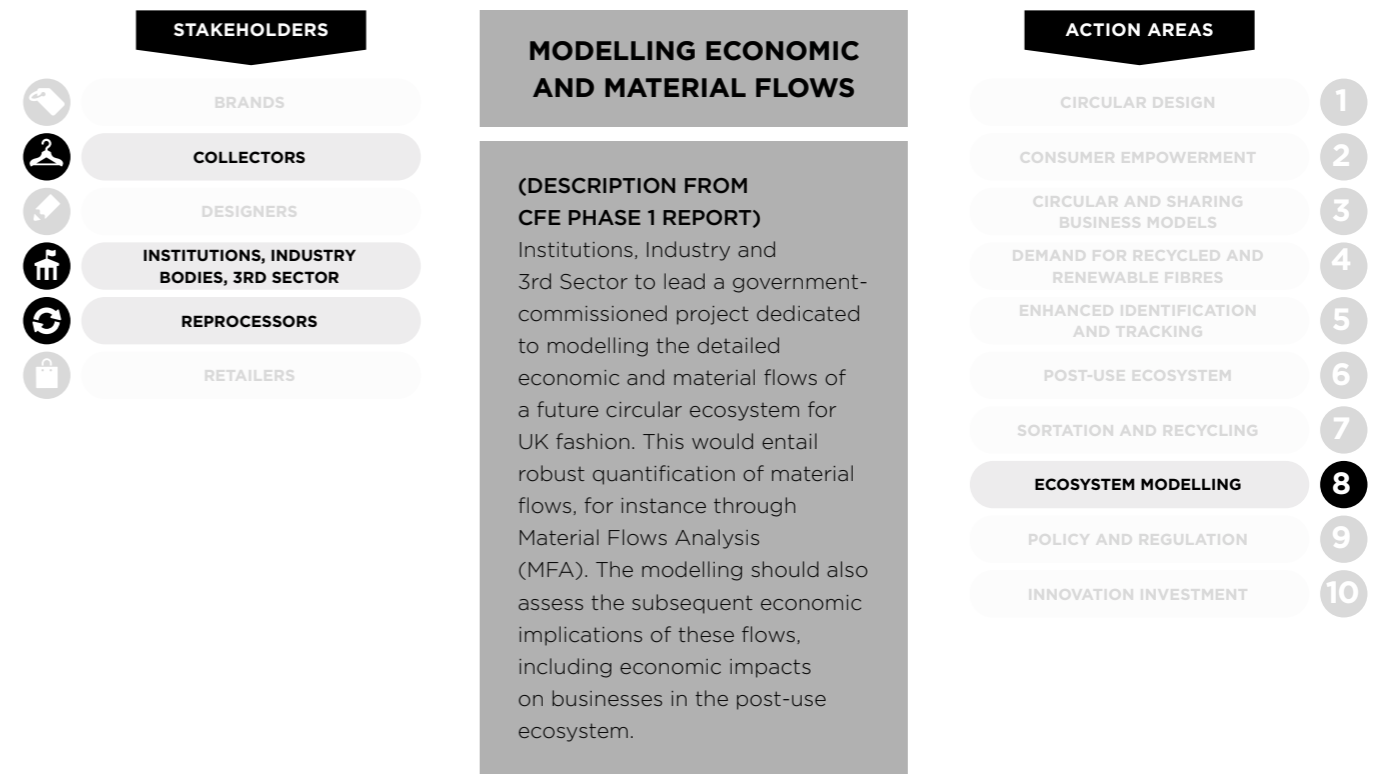 STAKEHOLDERS
BRANDS
COLLECTORS
DESIGNERS
INSTITUTIONS, INDUSTRY
BODIES, 3RD SECTOR
REPROCESSORS
RETAILERS
MODELLING ECONOMIC
AND MATERIAL FLOWS
(DESCRIPTION FROM
CFE PHASE 1 REPORT)
Institutions, Industry and
3rd Sector to lead a government-
commissioned project dedicated
to modelling the detailed
economic and material flows of
a future circular ecosystem for
UK fashion. This would entail
robust quantification of material
flows, for instance through
Material Flows Analysis
(MFA). The modelling should also
assess the subsequent economic
implications of these flows,
including economic impacts
on businesses in the post-use
ecosystem.
ACTION AREAS
CIRCULAR DESIGN 1
CONSUMER EMPOWERMENT 2
CIRCULAR AND SHARING
BUSINESS MODELS 3
DEMAND FOR RECYCLED AND
RENEWABLE FIBRES 4
ENHANCED IDENTIFICATION
AND TRACKING 5
POST-USE ECOSYSTEM 6
SORTATION AND RECYCLING 7
ECOSYSTEM MODELLING 8
POLICY AND REGULATION 9
INNOVATION INVESTMENT 10